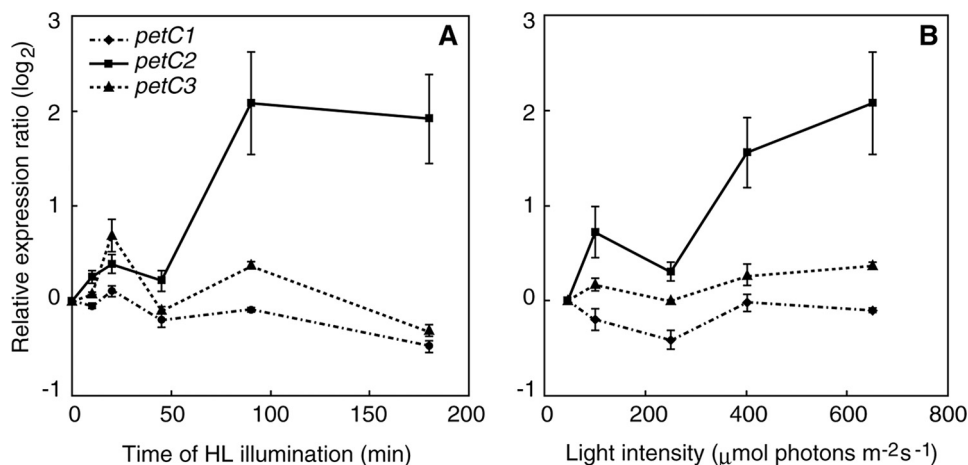 3
2
1
0
-1
Relative expression ratio (log2)
petC1
petC2
petC3
A
0 50 100 150 200
Time of HL illumination (min)
3
2
1
0
-1
B
0 200 400 600 800
Light intensity (μmol photons m-2s-1)